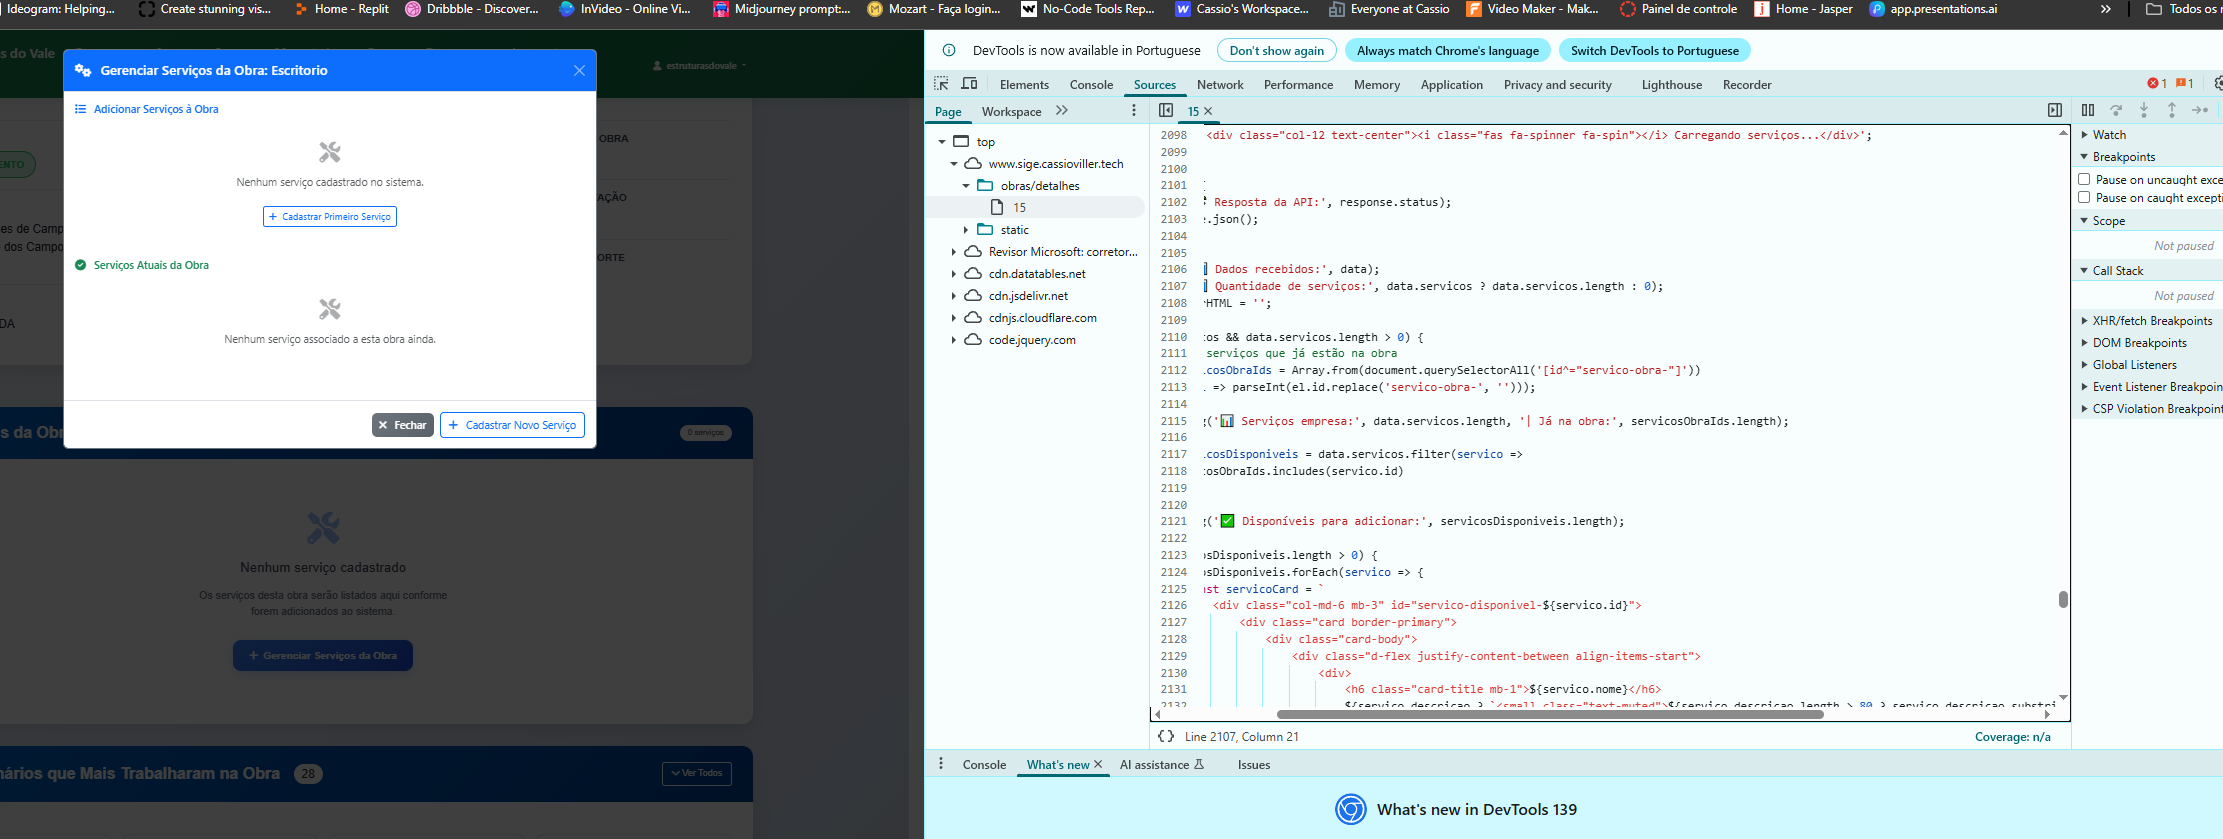 Ideogram: Helping... Create stunning vis... Home - Replit Dribbble - Discover... InVideo - Online Vi... Midjourney prompt:... Mozart - Faça login... No-Code Tools Rep... Cassio's Workspace... Everyone at Cassio Video Maker - Mak... Painel de controle Home - Jasper app.presentations.ai » Todos os
s do Vale
estruturasdovale
Gerenciar Serviços da Obra: Escritorio
Adicionar Serviços à Obra
Nenhum serviço cadastrado no sistema.
+ Cadastrar Primeiro Serviço
Serviços Atuais da Obra
Nenhum serviço associado a esta obra ainda.
Fechar
+ Cadastrar Novo Serviço
OBRA
ENTO
AÇÃO
es de Camp
dos Campo
ORTE
DA
s da Obr
0 serviços
Nenhum serviço cadastrado
Os serviços desta obra serão listados aqui conforme
forem adicionados ao sistema.
+ Gerenciar Serviços da Obra
nários que Mais Trabalharam na Obra 28
Ver Todos
DevTools is now available in Portuguese Don't show again Always match Chrome's language Switch DevTools to Portuguese
Elements Console Sources Network Performance Memory Application Privacy and security Lighthouse Recorder 1 1
Page Workspace »
15 ×
top
www.sige.cassioviller.tech
obras/detalhes
15
static
Revisor Microsoft: corretor...
cdn.datatables.net
cdn.jsdelivr.net
cdnjs.cloudflare.com
code.jquery.com
2098 <div class="col-12 text-center"><i class="fas fa-spinner fa-spin"></i> Carregando serviços...</div>';
2099
2100
2101
2102 Resposta da API:', response.status);
2103 .json();
2104
2105
2106 Dados recebidos:', data);
2107 Quantidade de serviços:', data.servicos ? data.servicos.length : 0);
2108 HTML = '';
2109
2110 os && data.servicos.length > 0) {
2111 serviços que já estão na obra
2112 cosObraIds = Array.from(document.querySelectorAll('[id^="servico-obra-"]'))
2113 => parseInt(el.id.replace('servico-obra-', '')));
2114
2115 ('📊 Serviços empresa:', data.servicos.length, '| Já na obra:', servicosObraIds.length);
2116
2117 cosDisponiveis = data.servicos.filter(servico =>
2118 osObraIds.includes(servico.id)
2119
2120
2121 g('✅ Disponíveis para adicionar:', servicosDisponiveis.length);
2122
2123 sDisponiveis.length > 0) {
2124 sDisponiveis.forEach(servico => {
2125 st servicoCard = `
2126 <div class="col-md-6 mb-3" id="servico-disponivel-${servico.id}">
2127 <div class="card border-primary">
2128 <div class="card-body">
2129 <div class="d-flex justify-content-between align-items-start">
2130 <div>
2131 <h6 class="card-title mb-1">${servico.nome}</h6>
2132 ${servico.descricao ? `<small class="text-muted">${servico.descricao.length > 80 ? servico.descricao.substri
{ } Line 2107, Column 21
Coverage: n/a
Watch
Breakpoints
Pause on uncaught exce
Pause on caught excepti
Scope
Not paused
Call Stack
Not paused
XHR/fetch Breakpoints
DOM Breakpoints
Global Listeners
Event Listener Breakpoin
CSP Violation Breakpoint
Console What's new × AI assistance Issues
What's new in DevTools 139